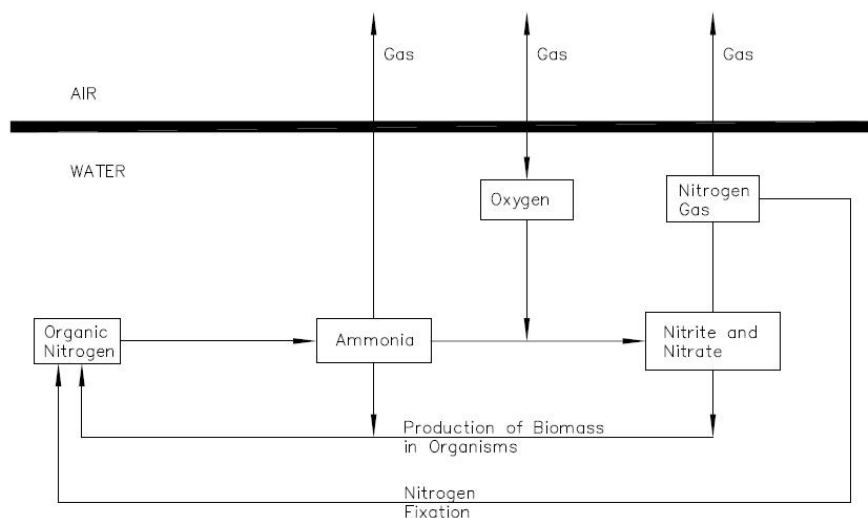 Gas
Gas
Gas
AIR
WATER
Oxygen
Nitrogen
Gas
Organic
Nitrogen
Ammonia
Nitrite and
Nitrate
Production of Biomass
in Organisms
Nitrogen
Fixation